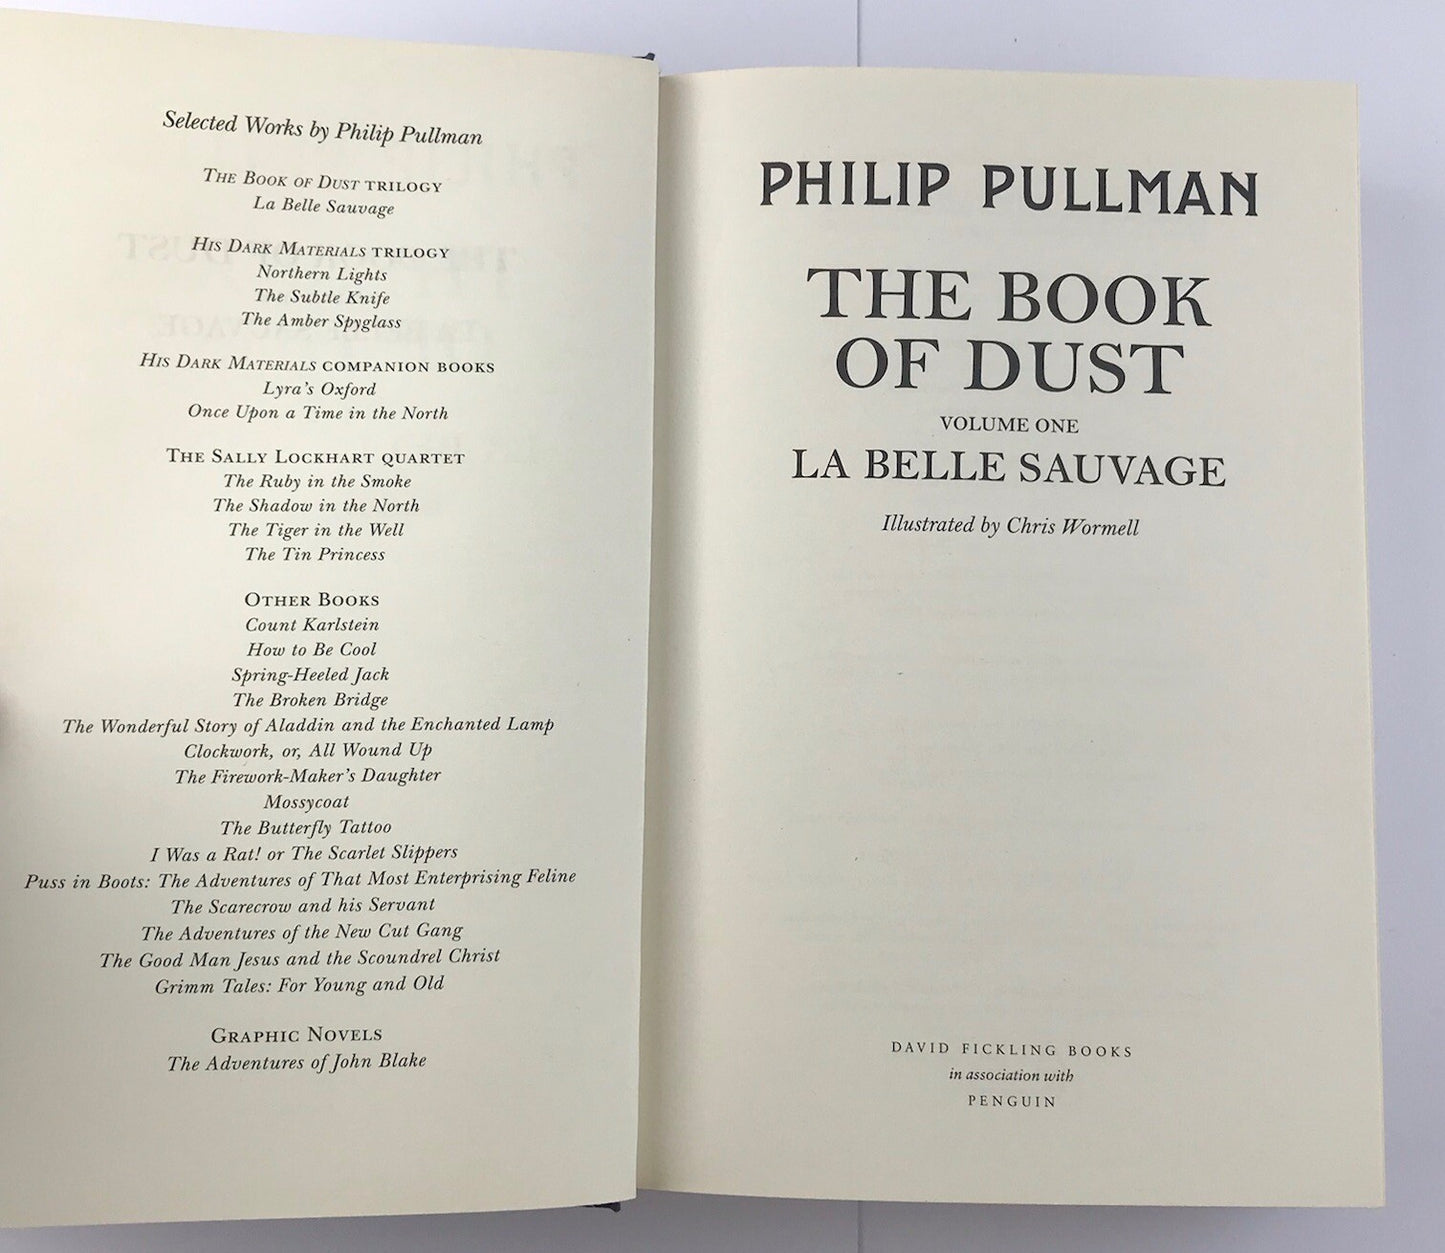 Selected Works by Philip Pullman
THE BOOK OF DUST TRILOGY
La Belle Sauvage
HIS DARK MATERIALS TRILOGY
Northern Lights
The Subtle Knife
The Amber Spyglass
HIS DARK MATERIALS COMPANION BOOKS
Lyra's Oxford
Once Upon a Time in the North
THE SALLY LOCKHART QUARTET
The Ruby in the Smoke
The Shadow in the North
The Tiger in the Well
The Tin Princess
OTHER BOOKS
Count Karlstein
How to Be Cool
Spring-Heeled Jack
The Broken Bridge
The Wonderful Story of Aladdin and the Enchanted Lamp
Clockwork, or, All Wound Up
The Firework-Maker's Daughter
Mossycoat
The Butterfly Tattoo
I Was a Rat! or The Scarlet Slippers
Puss in Boots: The Adventures of That Most Enterprising Feline
The Scarecrow and his Servant
The Adventures of the New Cut Gang
The Good Man Jesus and the Scoundrel Christ
Grimm Tales: For Young and Old
GRAPHIC NOVELS
The Adventures of John Blake
PHILIP PULLMAN
THE BOOK
OF DUST
VOLUME ONE
LA BELLE SAUVAGE
Illustrated by Chris Wormell
DAVID FICKLING BOOKS
in association with
PENGUIN